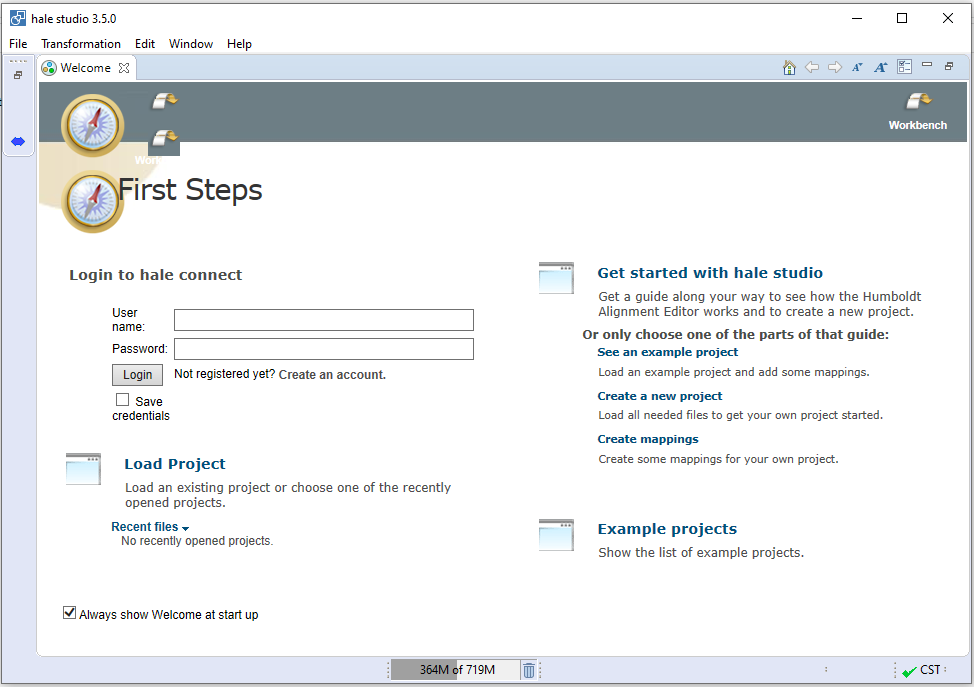 hale studio 3.5.0
File Transformation Edit Window Help
Welcome
Workbench
First Steps
Login to hale connect
User
name:
Password:
Login Not registered yet? Create an account.
Save
credentials
Load Project
Load an existing project or choose one of the recently
opened projects.
Recent files
No recently opened projects.
Always show Welcome at start up
Get started with hale studio
Get a guide along your way to see how the Humboldt
Alignment Editor works and to create a new project.
Or only choose one of the parts of that guide:
See an example project
Load an example project and add some mappings.
Create a new project
Load all needed files to get your own project started.
Create mappings
Create some mappings for your own project.
Example projects
Show the list of example projects.
364M of 719M
CST